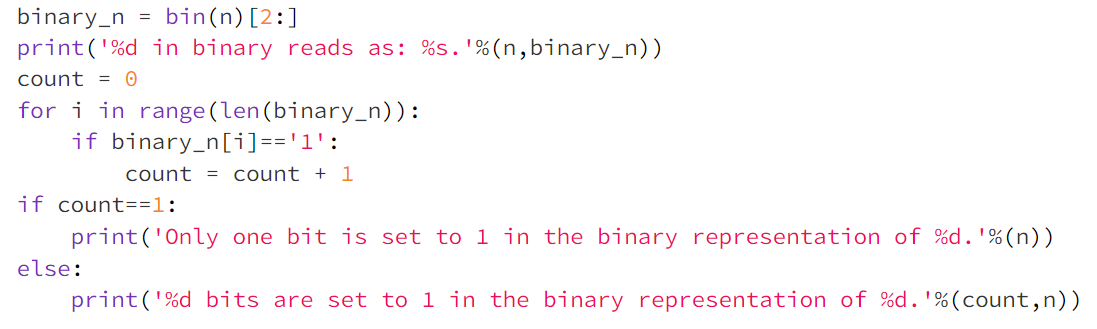 binary_n = bin(n)[2:]
print('%d in binary reads as: %s.'%(n,binary_n))
count = 0
for i in range(len(binary_n)):
    if binary_n[i]=='1':
        count = count + 1
if count==1:
    print('Only one bit is set to 1 in the binary representation of %d.'%(n))
else:
    print('%d bits are set to 1 in the binary representation of %d.'%(count,n))